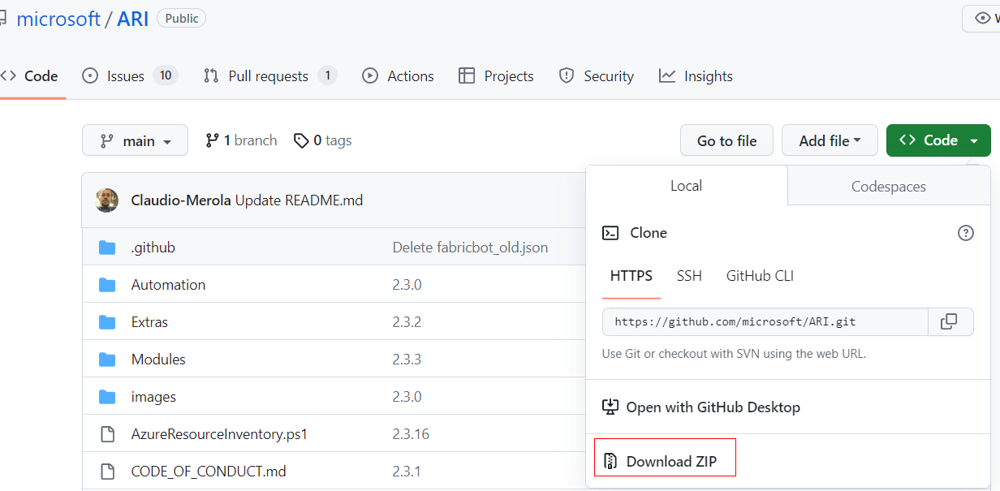 microsoft / ARI Public
W
Code Issues 10 Pull requests 1 Actions Projects Security Insights
main 1 branch 0 tags Go to file Add file Code
Claudio-Merola Update README.md
.github Delete fabricbot_old.json
Automation 2.3.0
Extras 2.3.2
Modules 2.3.3
images 2.3.0
AzureResourceInventory.ps1 2.3.16
CODE_OF_CONDUCT.md 2.3.1
Local Codespaces
Clone
HTTPS SSH GitHub CLI
https://github.com/microsoft/ARI.git
Use Git or checkout with SVN using the web URL.
Open with GitHub Desktop
Download ZIP